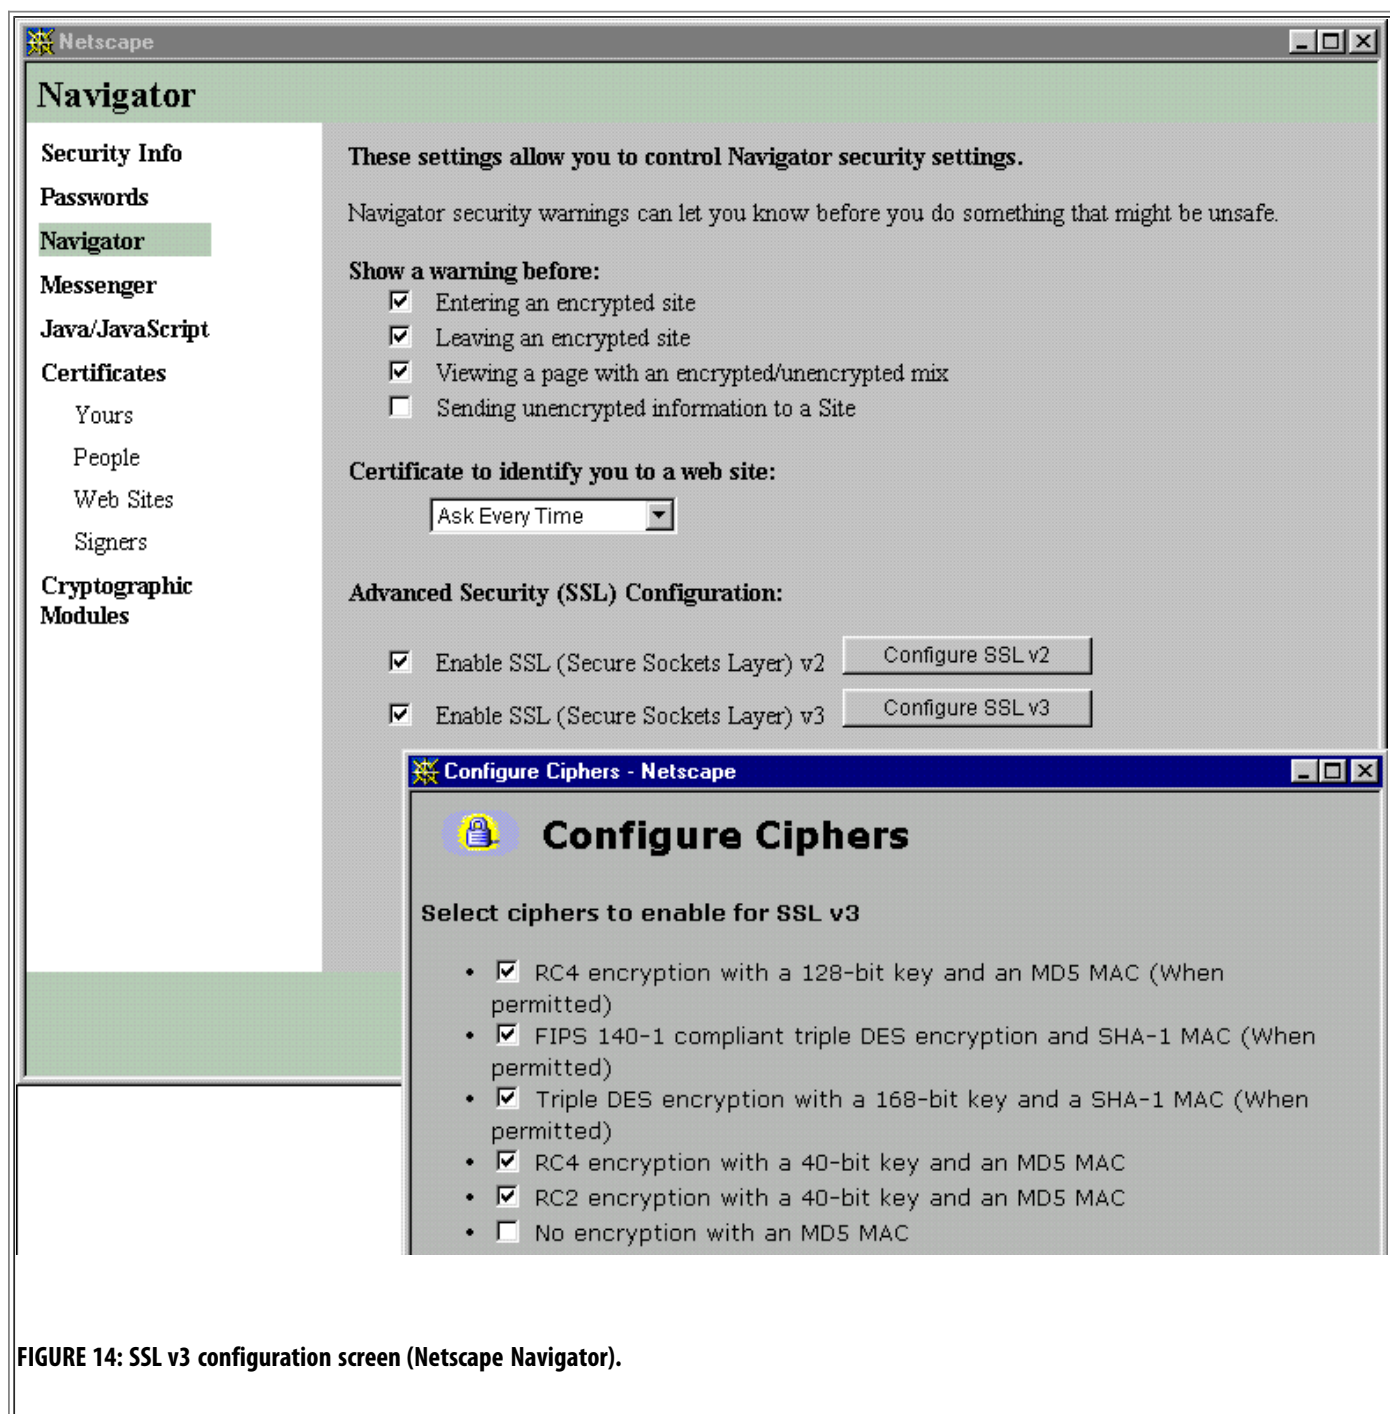 Netscape
Navigator
Security Info
Passwords
Navigator
Messenger
Java/JavaScript
Certificates
Yours
People
Web Sites
Signers
Cryptographic
Modules
These settings allow you to control Navigator security settings.
Navigator security warnings can let you know before you do something that might be unsafe.
Show a warning before:
Entering an encrypted site
Leaving an encrypted site
Viewing a page with an encrypted/unencrypted mix
Sending unencrypted information to a Site
Certificate to identify you to a web site:
Ask Every Time
Advanced Security (SSL) Configuration:
Enable SSL (Secure Sockets Layer) v2 Configure SSL v2
Enable SSL (Secure Sockets Layer) v3 Configure SSL v3
Configure Ciphers - Netscape
Configure Ciphers
Select ciphers to enable for SSL v3
• RC4 encryption with a 128-bit key and an MD5 MAC (When
permitted)
• FIPS 140-1 compliant triple DES encryption and SHA-1 MAC (When
permitted)
• Triple DES encryption with a 168-bit key and a SHA-1 MAC (When
permitted)
• RC4 encryption with a 40-bit key and an MD5 MAC
• RC2 encryption with a 40-bit key and an MD5 MAC
• No encryption with an MD5 MAC
FIGURE 14: SSL v3 configuration screen (Netscape Navigator).